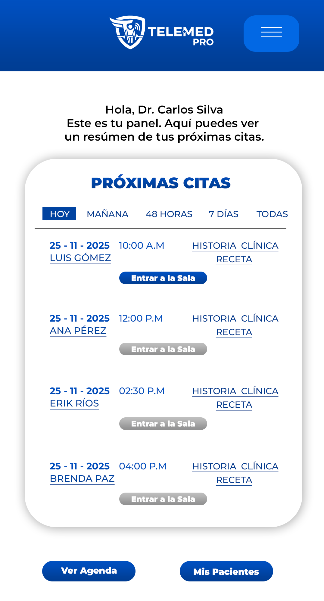 TELEMED
PRO
Hola, Dr. Carlos Silva
Este es tu panel. Aquí puedes ver
un resúmen de tus próximas citas.
PRÓXIMAS CITAS
HOY MAÑANA 48 HORAS 7 DÍAS TODAS
25 - 11 - 2025 10:00 A,M HISTORIA CLÍNICA
LUIS GÓMEZ RECETA
Entrar a la Sala
25 - 11 - 2025 12:00 P.M HISTORIA CLÍNICA
ANA PÉREZ RECETA
Entrar a la Sala
25 - 11 - 2025 02:30 P.M HISTORIA CLÍNICA
ERIK RÍOS RECETA
Entrar a la Sala
25 - 11 - 2025 04:00 P.M HISTORIA CLÍNICA
BRENDA PAZ RECETA
Entrar a la Sala
Ver Agenda Mis Pacientes